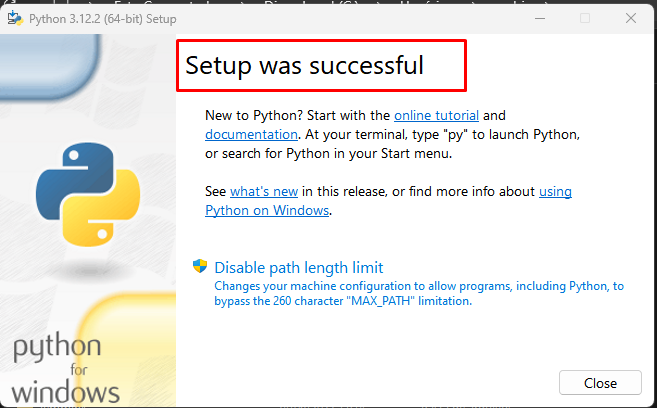 Python 3.12.2 (64-bit) Setup
Setup was successful
New to Python? Start with the online tutorial and
documentation. At your terminal, type "py" to launch Python,
or search for Python in your Start menu.
See what's new in this release, or find more info about using
Python on Windows.
Disable path length limit
Changes your machine configuration to allow programs, including Python, to
bypass the 260 character "MAX_PATH" limitation.
python
for
windows
Close